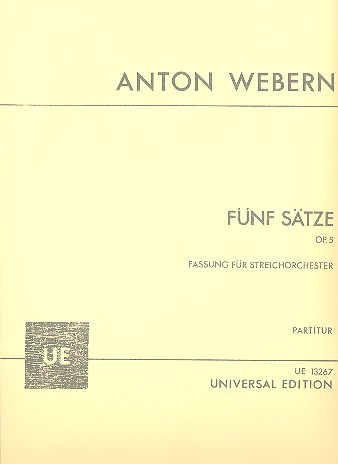 ANTON WEBERN
FÜNF SÄTZE
OP. 5
FASSUNG FÜR STREICHORCHESTER
PARTITUR
UE
UE 13267
UNIVERSAL EDITION